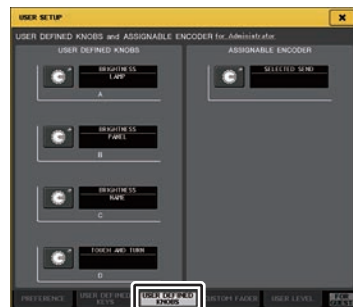 USER SETUP
USER DEFINED KNOBS and ASSIGNABLE ENCODER for Administrator
USER DEFINED KNOBS
ASSIGNABLE ENCODER
BRIGHTNESS
LAMP
A
SELECTED SEND
BRIGHTNESS
PANEL
B
BRIGHTNESS
NAME
C
TOUCH AND TURN
D
PREFERENCE
USER DEFINED
KEYS
USER DEFINED
KNOBS
CUSTOM FADER
USER LEVEL